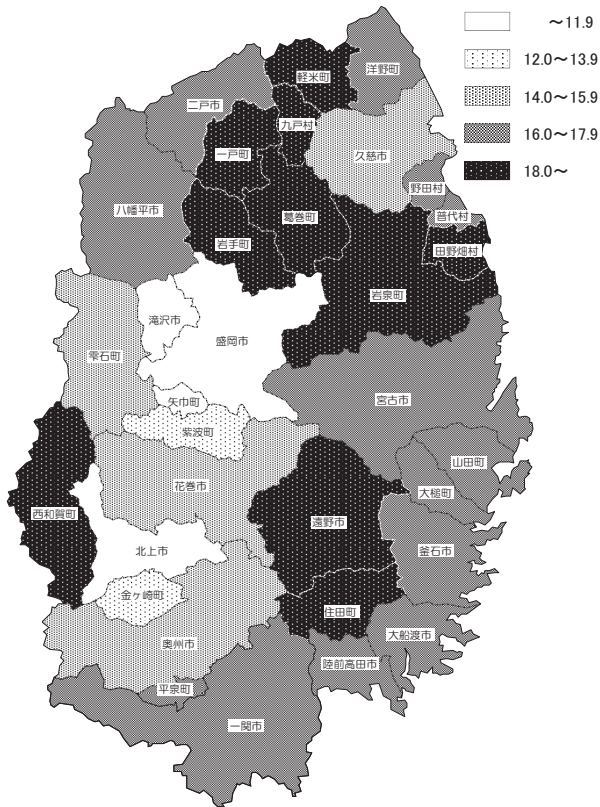 ～11.9
12.0～13.9
14.0～15.9
16.0～17.9
18.0～
洋野町
軽米町
二戸市
九戸村
一戸町
久慈市
野田村
八幡平市
葛巻町
普代村
岩手町
田野畑村
岩泉町
滝沢市
盛岡市
雫石町
矢巾町
宮古市
紫波町
山田町
花巻市
大槌町
西和賀町
遠野市
北上市
釜石市
金ヶ崎町
住田町
大船渡市
奥州市
陸前高田市
平泉町
一関市